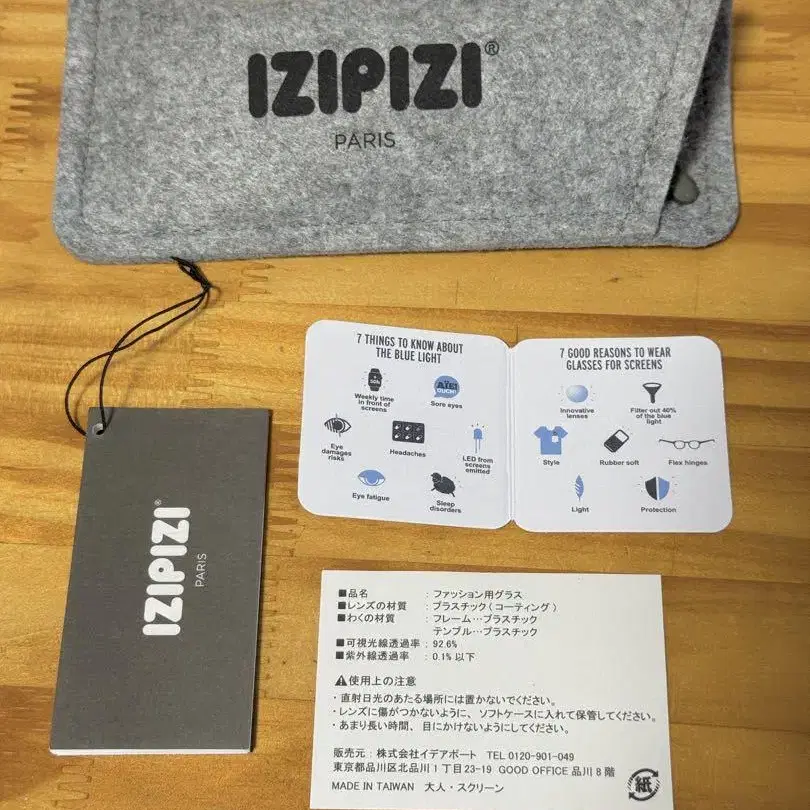 IZIPIZI®
PARIS
7 THINGS TO KNOW ABOUT
THE BLUE LIGHT
Weekly time
in front of
screens
AÏE!
OUCH!
Sore eyes
Eye
damages
risks
Headaches
LED from
screens
emitted
Eye fatigue
Sleep
disorders
7 GOOD REASONS TO WEAR
GLASSES FOR SCREENS
Innovative
lenses
Filter out 40%
of the blue
light
Style
Rubber soft
Flex hinges
Light
Protection
IZIPIZI®
PARIS
■品名 : ファッション用グラス
■レンズの材質 : プラスチック(コーティング)
■わくの材質 : フレーム…プラスチック
テンプル…プラスチック
■可視光線透過率 : 92.6%
■紫外線透過率 : 0.1% 以下
⚠使用上の注意
・直射日光のあたる場所には置かないでください。
・レンズに傷がつかないように、ソフトケースに入れて保管してください。
・あまり長い時間、目にかけないようにしてください。
販売元 : 株式会社イデアポート TEL 0120-901-049
東京都品川区北品川1丁目23-19 GOOD OFFICE 品川8階
MADE IN TAIWAN 大人・スクリーン
紙